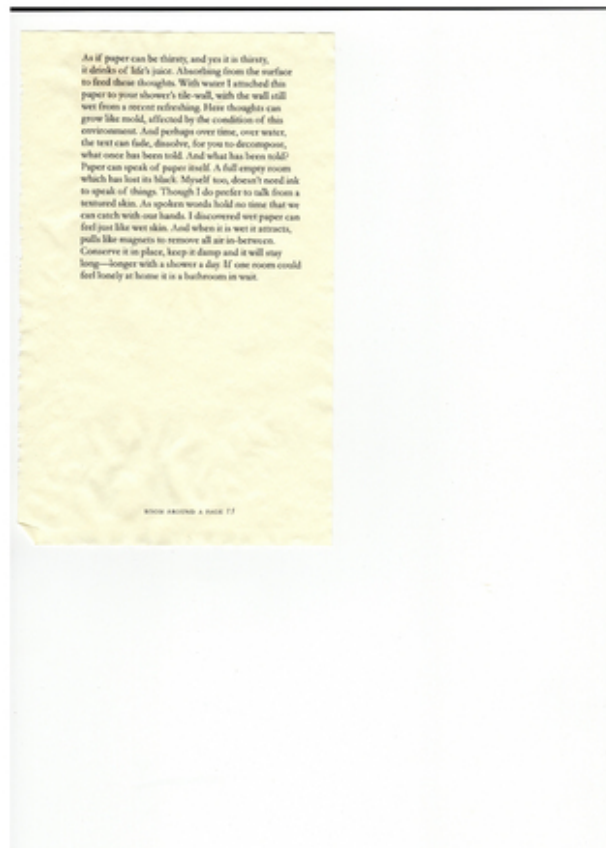 As if paper can be thirsty, and yes it is thirsty,
it drinks of life's juice. Absorbing from the surface
to feed these thoughts. With water I attached this
paper to your shower's tile-wall, with the wall still
wet from a recent refreshing. Here thoughts can
grow like mold, affected by the condition of this
environment. And perhaps over time, over water,
the text can fade, dissolve, for you to decompose,
what once has been told. And what has been told?
Paper can speak of paper itself. A full empty room
which has lost its black. Myself too, doesn't need ink
to speak of things. Though I do prefer to talk from a
textured skin. As spoken words hold no time that we
can catch with our hands. I discovered wet paper can
feel just like wet skin. And when it is wet it attracts,
pulls like magnets to remove all air in-between.
Conserve it in place, keep it damp and it will stay
long—longer with a shower a day. If one room could
feel lonely at home it is a bathroom in wait.
ROOM AROUND A PAGE